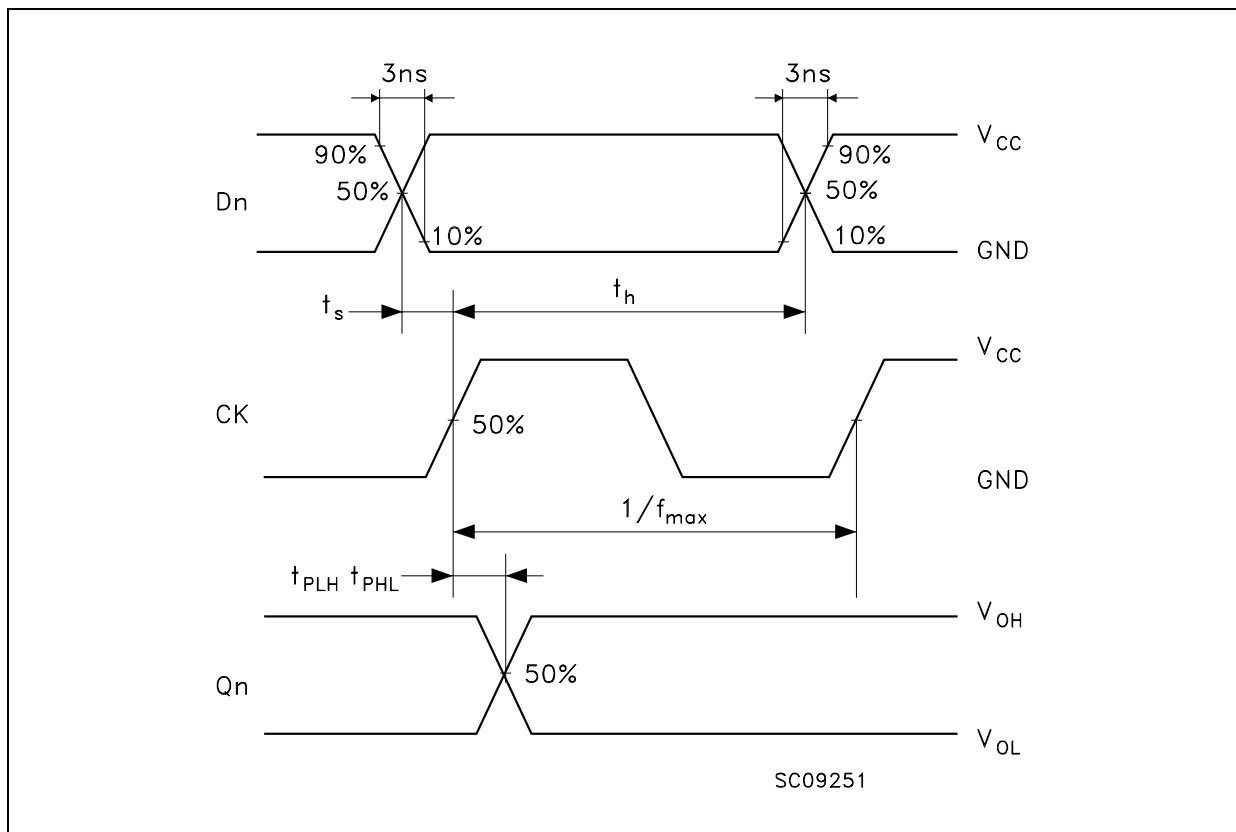 3ns 3ns
V_CC
90% 90%
50% 50%
Dn
10% 10%
GND
t_s t_h
V_CC
CK 50%
GND
1/f_max
t_PLH t_PHL
V_OH
50%
Qn
V_OL
SC09251